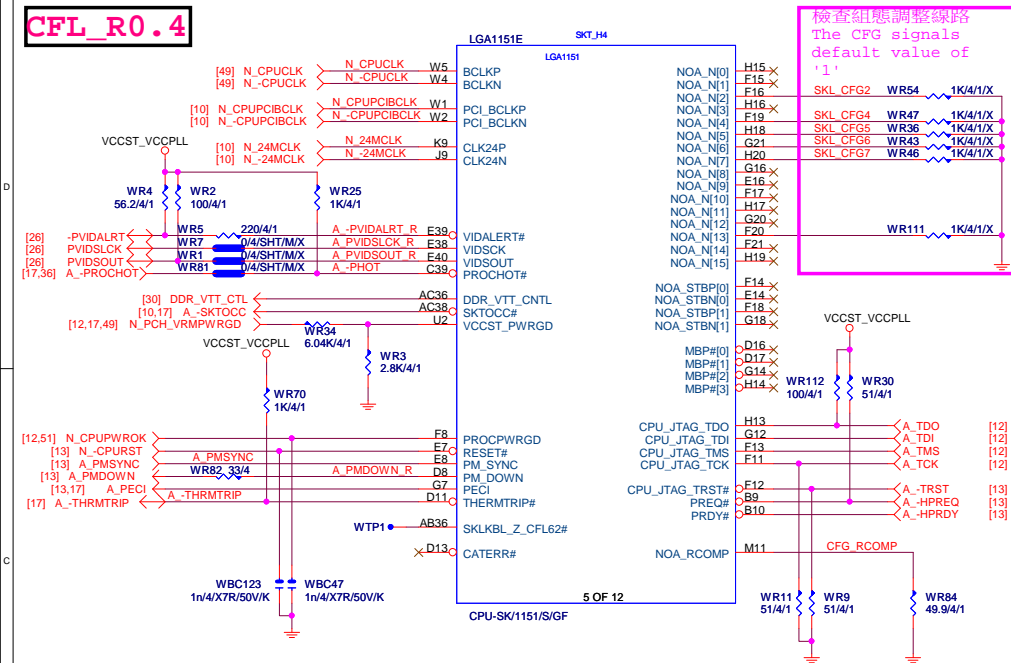 CFL_R0.4
檢查組態調整線路
The CFG signals
default value of
'1'
LGA1151E
SKT_H4
LGA1151
[49] N_CPUCLK N_CPUCLK W5 BCLKP
[49] N_-CPUCLK N_-CPUCLK W4 BCLKN
[10] N_CPUPCIBCLK N_CPUPCIBCLK W1 PCI_BCLKP
[10] N_-CPUPCIBCLK N_-CPUPCIBCLK W2 PCI_BCLKN
[10] N_24MCLK N_24MCLK K9 CLK24P
[10] N_-24MCLK N_-24MCLK J9 CLK24N
VCCST_VCCPLL
WR4
56.2/4/1
WR2
100/4/1
WR25
1K/4/1
[26] -PVIDALRT WR5 220/4/1 A_-PVIDALRT_R E39 VIDALERT#
[26] PVIDSLCK WR7 0/4/SHT/M/X A_PVIDSLCK_R E38 VIDSCK
[26] PVIDSOUT WR1 0/4/SHT/M/X A_PVIDSOUT_R E40 VIDSOUT
[17,36] A_-PROCHOT WR81 0/4/SHT/M/X A_-PHOT C39 PROCHOT#
[30] DDR_VTT_CTL AC36 DDR_VTT_CNTL
[10,17] A_-SKTOCC AC38 SKTOCC#
[12,17,49] N_PCH_VRMPWRGD U2 VCCST_PWRGD
WR34
6.04K/4/1
VCCST_VCCPLL
WR3
2.8K/4/1
WR70
1K/4/1
[12,51] N_CPUPWROK F8 PROCPWRGD
[13] N_-CPURST E7 RESET#
[13] A_PMSYNC A_PMSYNC E8 PM_SYNC
[13] A_PMDOWN WR82 33/4 A_PMDOWN_R D8 PM_DOWN
[13,17] A_PECI G7 PECI
[17] A_-THRMTRIP A_-THRMTRIP D11 THERMTRIP#
WTP1 AB36 SKLKBL_Z_CFL62#
D13 CATERR#
WBC123
1n/4/X7R/50V/K
WBC47
1n/4/X7R/50V/K
NOA_N[0] H15
NOA_N[1] F15
NOA_N[2] F16 SKL_CFG2 WR54 1K/4/1/X
NOA_N[3] H16
NOA_N[4] F19 SKL_CFG4 WR47 1K/4/1/X
NOA_N[5] H18 SKL_CFG5 WR36 1K/4/1/X
NOA_N[6] G21 SKL_CFG6 WR43 1K/4/1/X
NOA_N[7] H20 SKL_CFG7 WR46 1K/4/1/X
NOA_N[8] G16
NOA_N[9] E16
NOA_N[10] F17
NOA_N[11] H17
NOA_N[12] G20
NOA_N[13] F20 WR111 1K/4/1/X
NOA_N[14] F21
NOA_N[15] H19
NOA_STBP[0] F14
NOA_STBN[0] E14
NOA_STBP[1] F18
NOA_STBN[1] G18
VCCST_VCCPLL
MBP#[0] D16
MBP#[1] D17
MBP#[2] G14
MBP#[3] H14
WR112
100/4/1
WR30
51/4/1
CPU_JTAG_TDO H13 A_TDO [12]
CPU_JTAG_TDI G12 A_TDI [12]
CPU_JTAG_TMS F13 A_TMS [12]
CPU_JTAG_TCK F11 A_TCK [12]
CPU_JTAG_TRST# F12 A_-TRST [13]
PREQ# B9 A_-HPREQ [13]
PRDY# B10 A_-HPRDY [13]
NOA_RCOMP M11 CFG_RCOMP
WR11
51/4/1
WR9
51/4/1
WR84
49.9/4/1
5 OF 12
CPU-SK/1151/S/GF
D
C